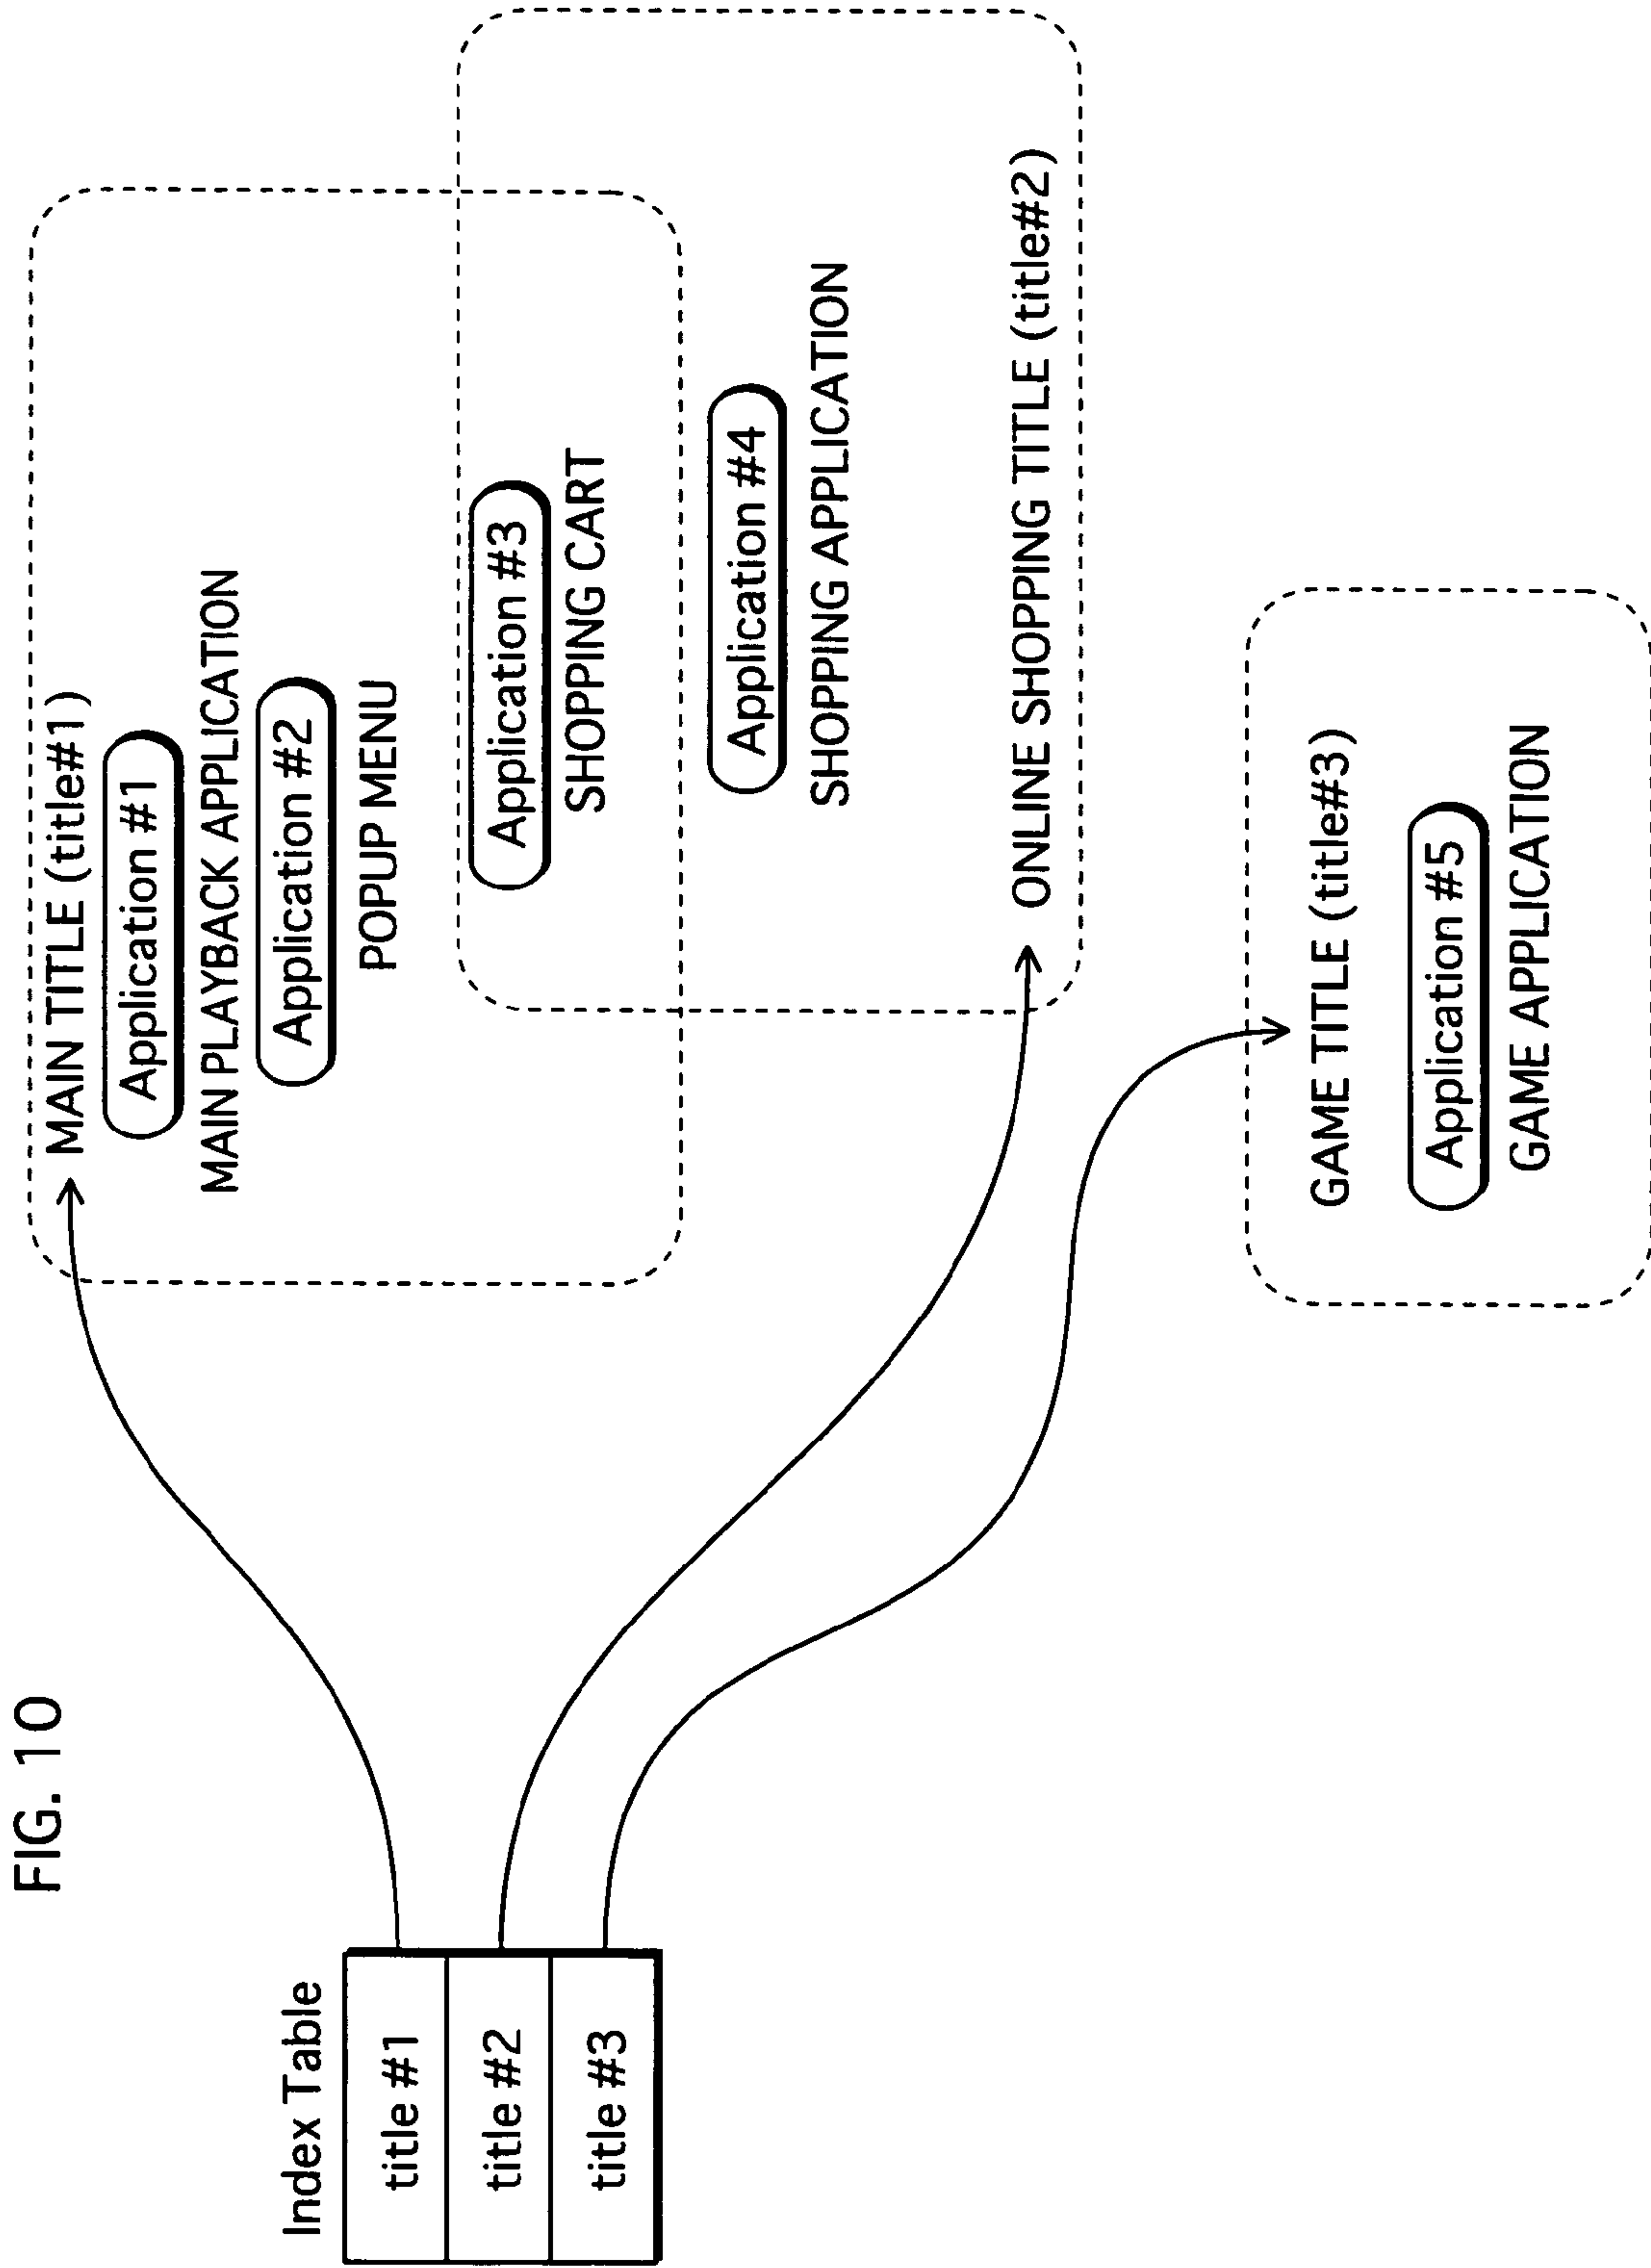 FIG. 10
Index Table
title #1
title #2
title #3
MAIN TITLE (title#1)
Application #1
MAIN PLAYBACK APPLICATION
Application #2
POPUP MENU
Application #3
SHOPPING CART
Application #4
SHOPPING APPLICATION
ONLINE SHOPPING TITLE (title#2)
GAME TITLE (title#3)
Application #5
GAME APPLICATION